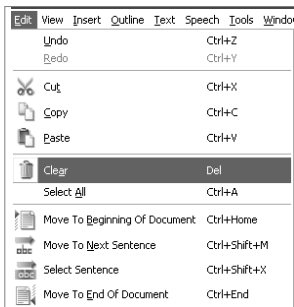 Edit View Insert Outline Text Speech Tools
Undo Ctrl+Z
Redo Ctrl+Y
Cut Ctrl+X
Copy Ctrl+C
Paste Ctrl+V
Clear Del
Select All Ctrl+A
Move To Beginning Of Document Ctrl+Home
Move To Next Sentence Ctrl+Shift+M
Select Sentence Ctrl+Shift+X
Move To End Of Document Ctrl+End